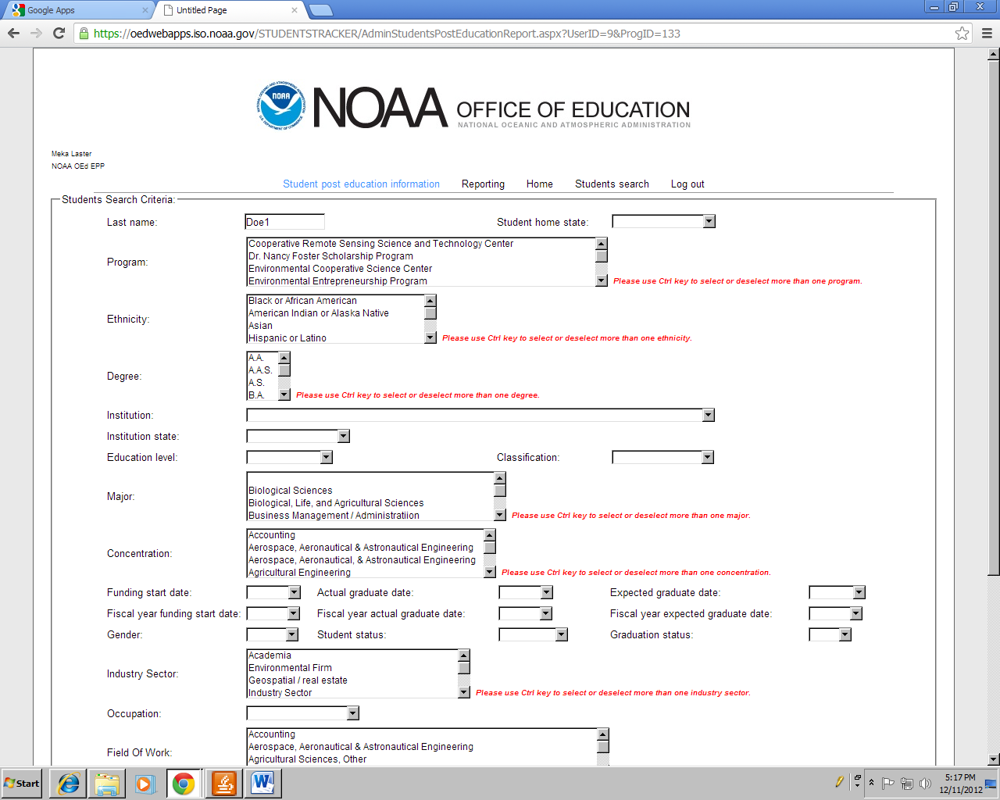 Google Apps
Untitled Page
https://oedwebapps.iso.noaa.gov/STUDENTSTRACKER/AdminStudentsPostEducationReport.aspx?UserID=9&ProgID=133
NOAA
NOAA OFFICE OF EDUCATION
NATIONAL OCEANIC AND ATMOSPHERIC ADMINISTRATION
Meka Laster
NOAA OEd EPP
Student post education information Reporting Home Students search Log out
Students Search Criteria:
Last name: Doe1 Student home state:
Program:
Cooperative Remote Sensing Science and Technology Center
Dr. Nancy Foster Scholarship Program
Environmental Cooperative Science Center
Environmental Entrepreneurship Program
Please use Ctrl key to select or deselect more than one program.
Ethnicity:
Black or African American
American Indian or Alaska Native
Asian
Hispanic or Latino
Please use Ctrl key to select or deselect more than one ethnicity.
Degree:
A.A.
A.A.S.
A.S.
B.A.
Please use Ctrl key to select or deselect more than one degree.
Institution:
Institution state:
Education level: Classification:
Major:
Biological Sciences
Biological, Life, and Agricultural Sciences
Business Management / Administratiion
Please use Ctrl key to select or deselect more than one major.
Concentration:
Accounting
Aerospace, Aeronautical & Astronautical Engineering
Aerospace, Aeronautical, & Astronautical Engineering
Agricultural Engineering
Please use Ctrl key to select or deselect more than one concentration.
Funding start date: Actual graduate date: Expected graduate date:
Fiscal year funding start date: Fiscal year actual graduate date: Fiscal year expected graduate date:
Gender: Student status: Graduation status:
Industry Sector:
Academia
Environmental Firm
Geospatial / real estate
Industry Sector
Please use Ctrl key to select or deselect more than one industry sector.
Occupation:
Field Of Work:
Accounting
Aerospace, Aeronautical & Astronautical Engineering
Agricultural Sciences, Other
Start
5:17 PM
12/11/2012